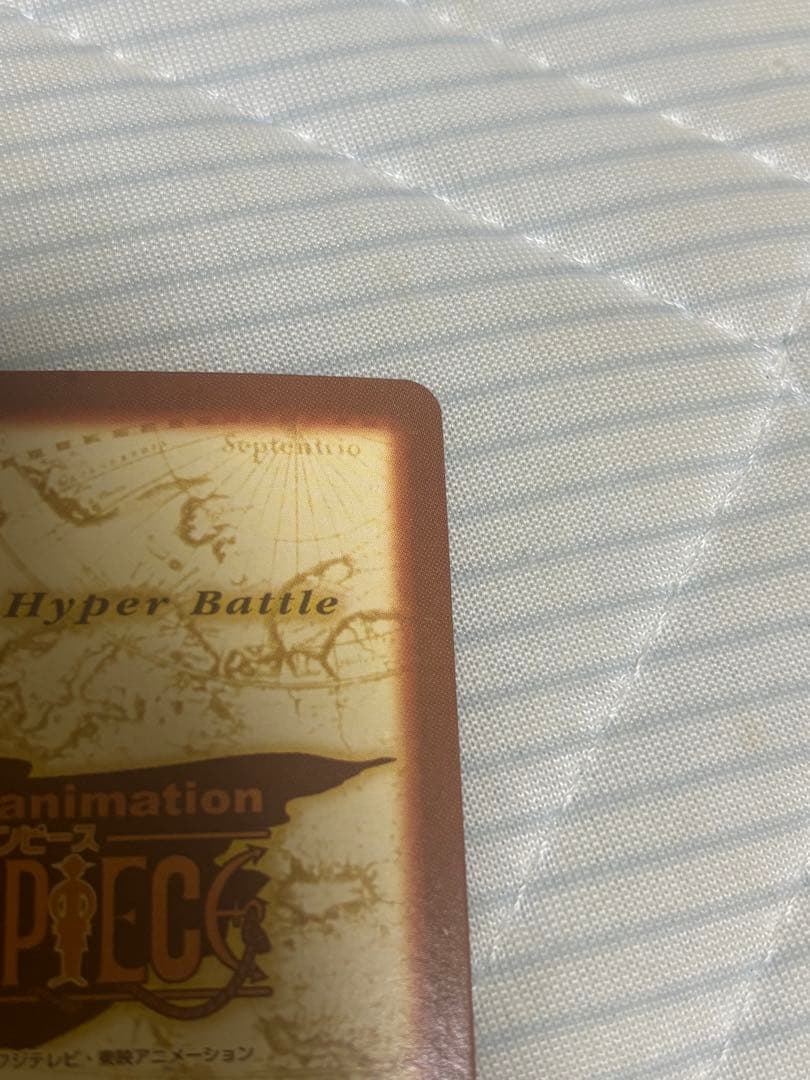 Septentrio
Hyper Battle
animation
ンピース
PIECE
フジテレビ・東映アニメーション